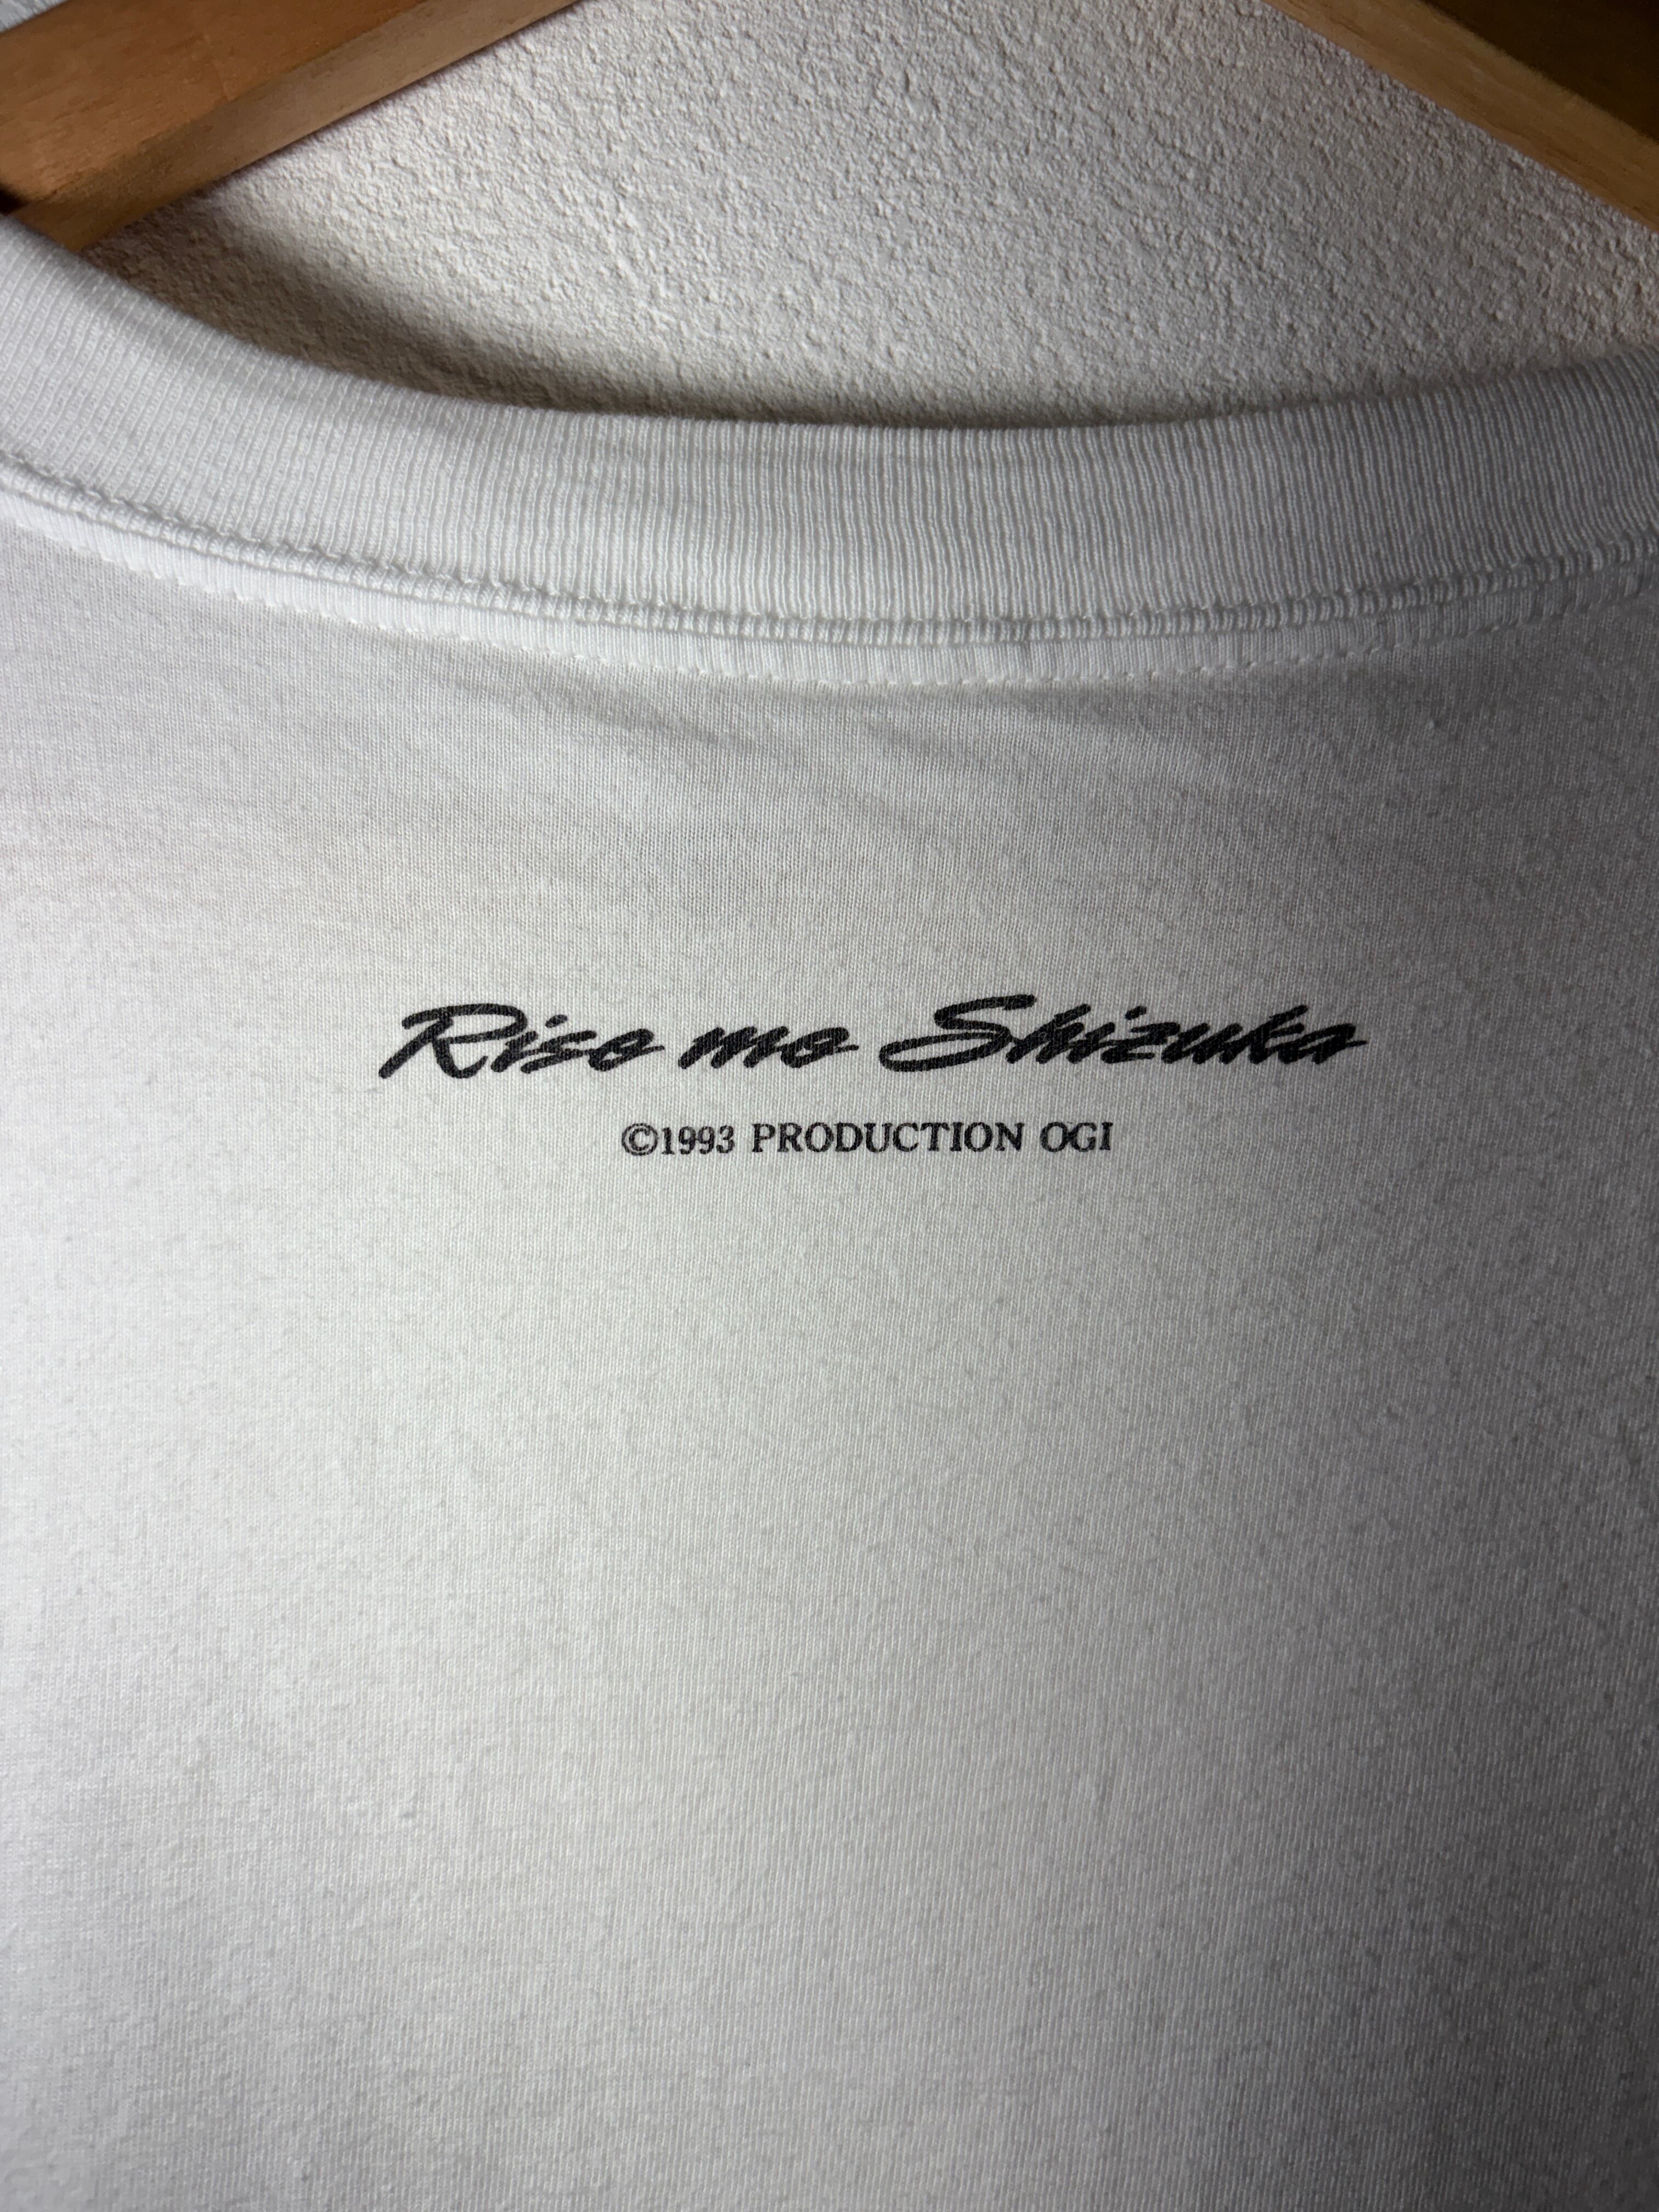 Riso mo Shizuka
©1993 PRODUCTION OGI